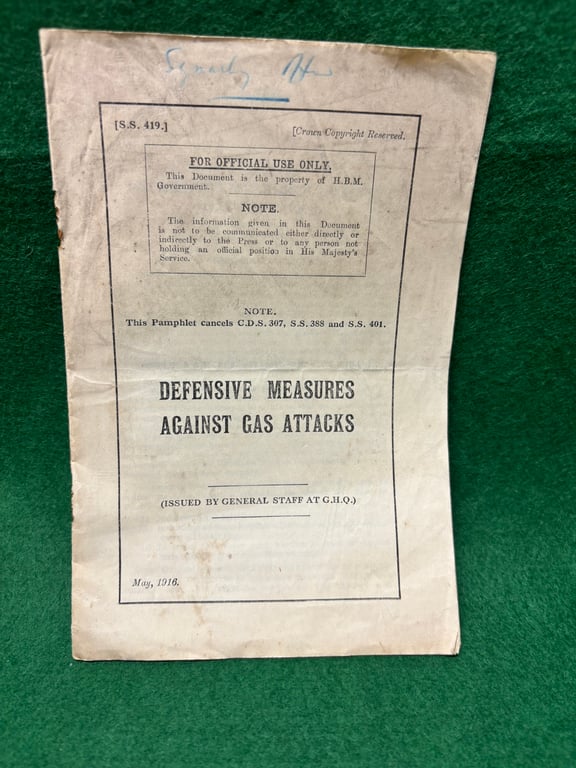 [S.S. 419.]
[Crown Copyright Reserved.
FOR OFFICIAL USE ONLY.
This Document is the property of H.B.M.
Government.
NOTE.
The information given in this Document
is not to be communicated either directly or
indirectly to the Press or to any person not
holding an official position in His Majesty's
Service.
NOTE.
This Pamphlet cancels C.D.S. 307, S.S. 388 and S.S. 401.
DEFENSIVE MEASURES
AGAINST GAS ATTACKS
(ISSUED BY GENERAL STAFF AT G.H.Q.)
May, 1916.